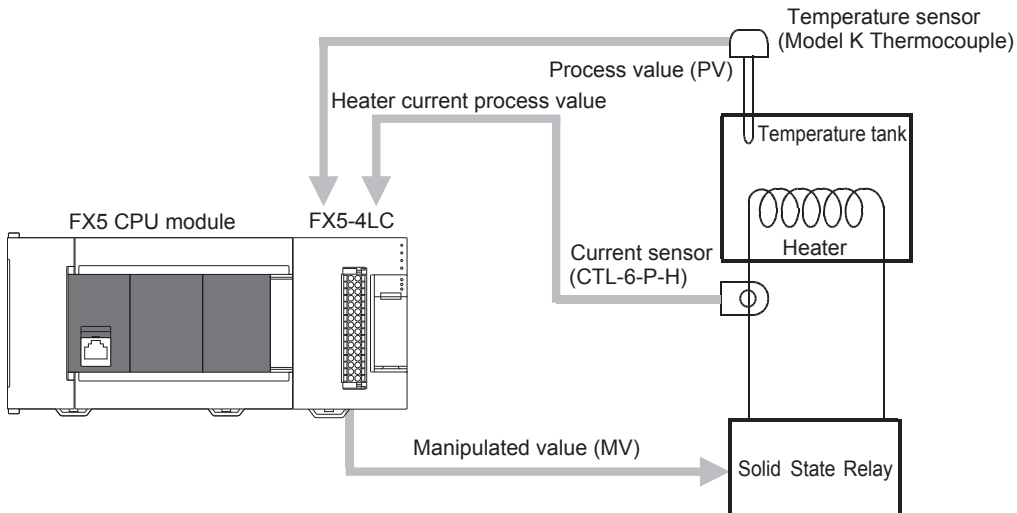 Temperature sensor
(Model K Thermocouple)
Process value (PV)
Heater current process value
Temperature tank
FX5 CPU module
FX5-4LC
Heater
Current sensor
(CTL-6-P-H)
Manipulated value (MV)
Solid State Relay